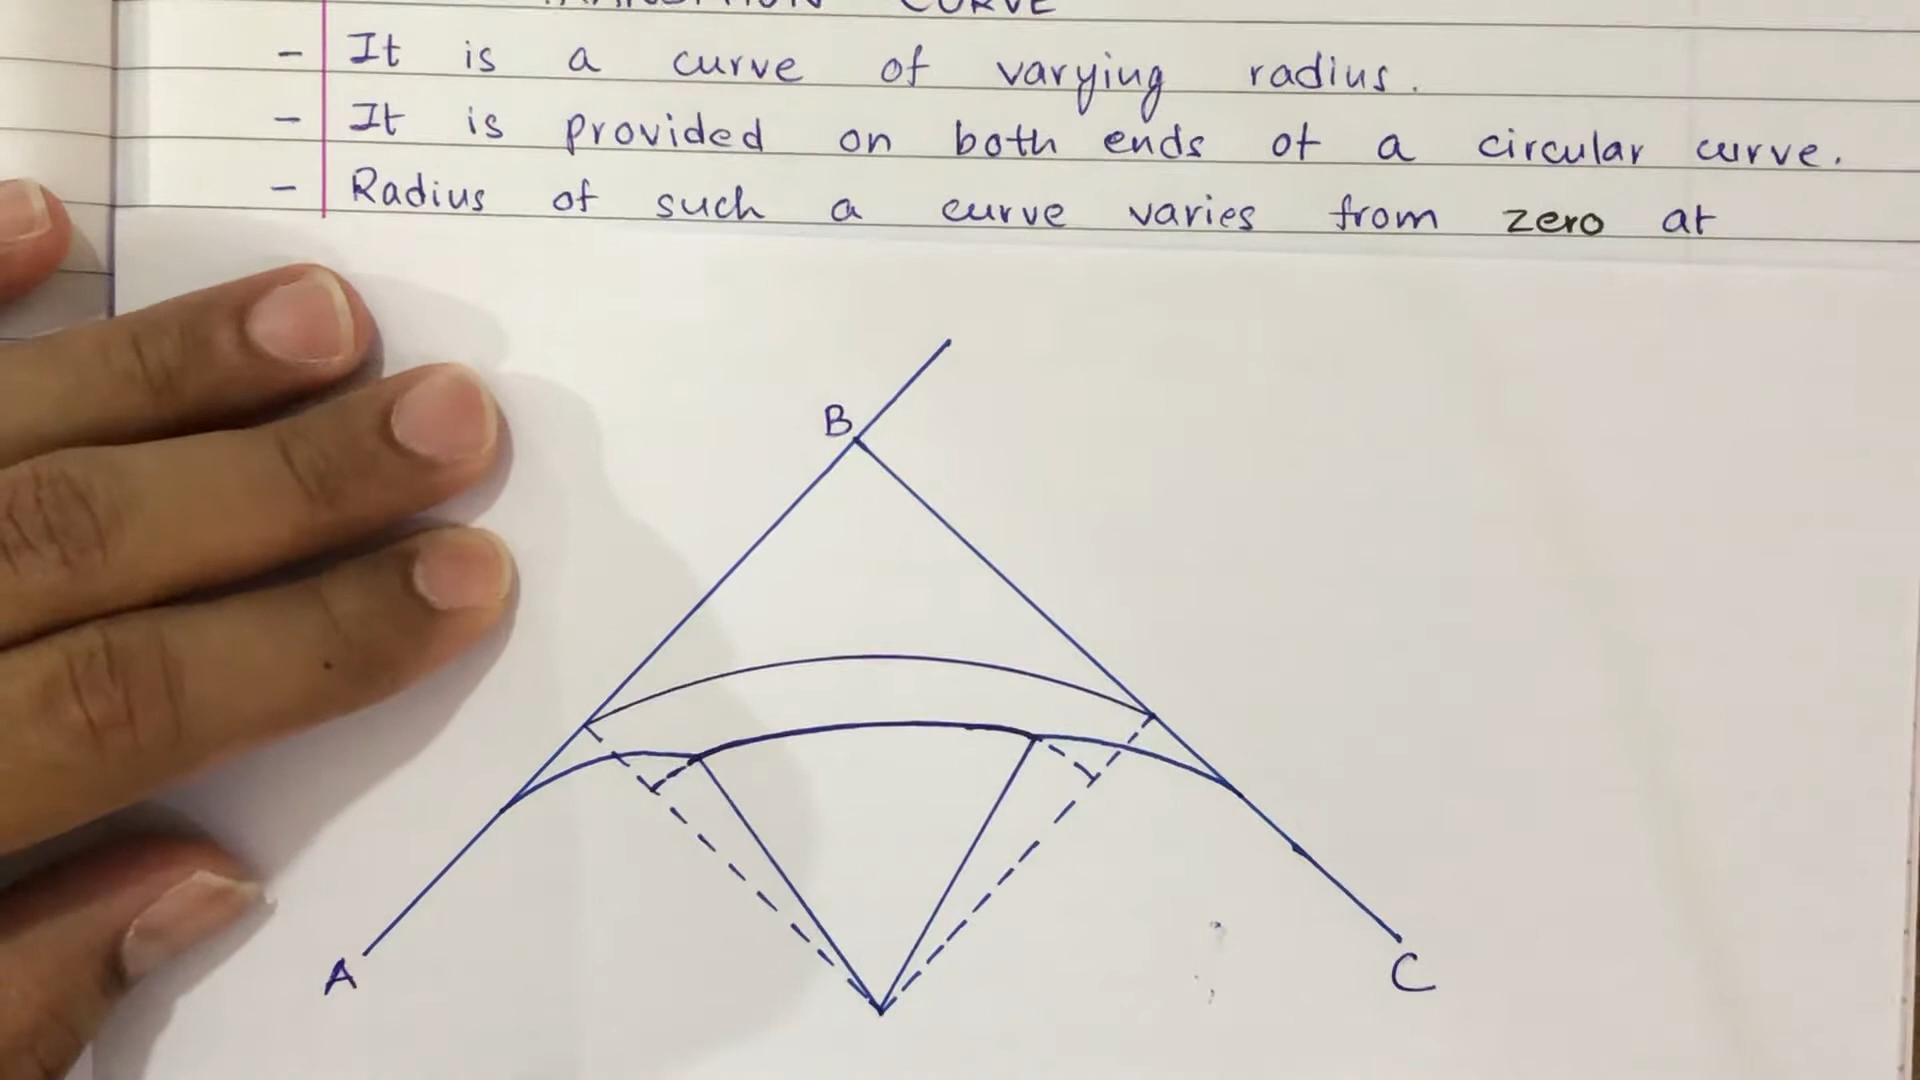 CURVE
- It is a curve of varying radius.
- It is provided on both ends of a circular curve.
- Radius of such a curve varies from zero at
B
A
C